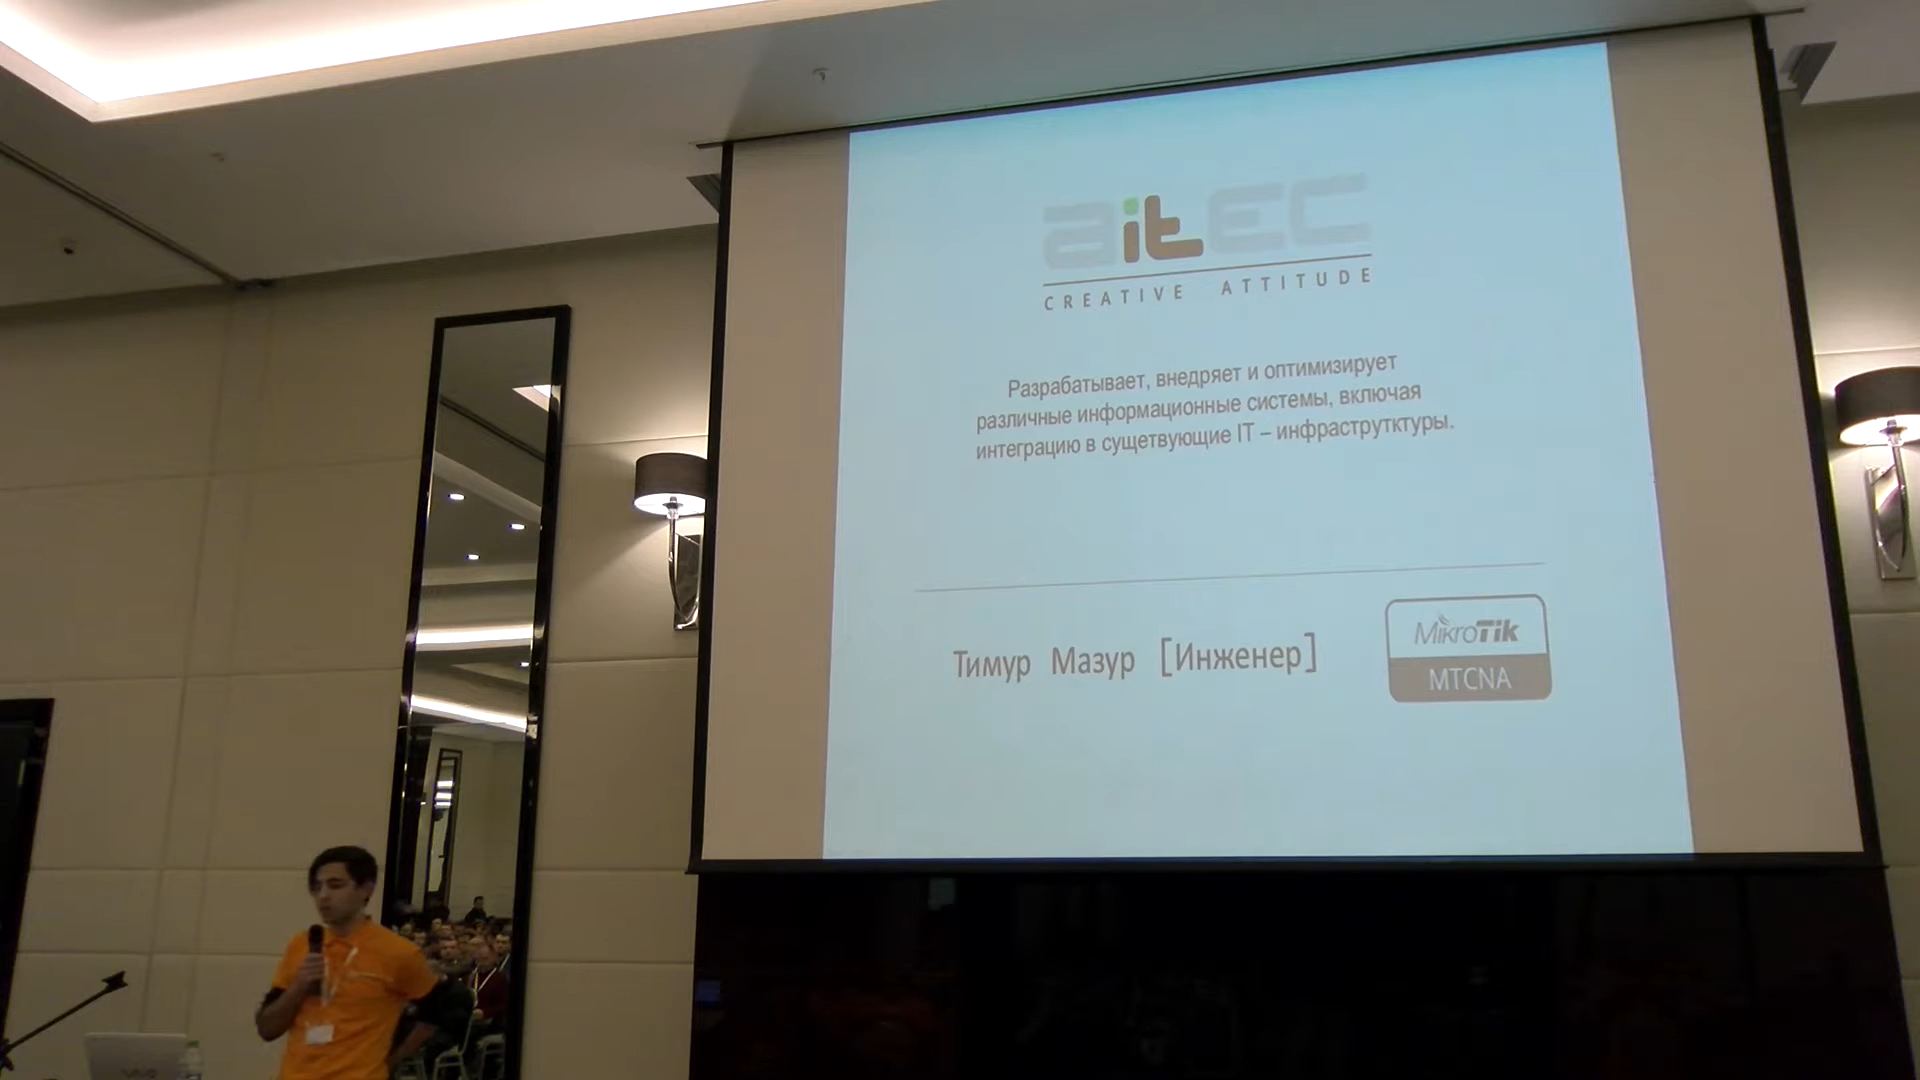 aitec
CREATIVE ATTITUDE
Разрабатывает, внедряет и оптимизирует
различные информационные системы, включая
интеграцию в сущетвующие IT – инфраструтктуры.
Тимур Мазур [Инженер]
MikroTik
MTCNA
VAIO